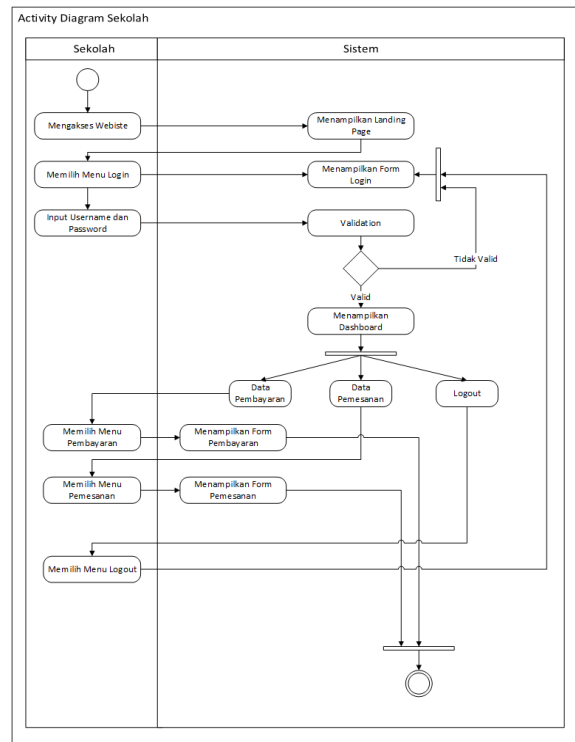 Activity Diagram Sekolah
Sekolah
Sistem
Mengakses Webiste
Menampilkan Landing
Page
Memilih Menu Login
Menampilkan Form
Login
Input Username dan
Password
Validation
Tidak Valid
Valid
Menampilkan
Dashboard
Data
Pembayaran
Data
Pemesanan
Logout
Memilih Menu
Pembayaran
Menampilkan Form
Pembayaran
Memilih Menu
Pemesanan
Menampilkan Form
Pemesanan
Memilih Menu Logout